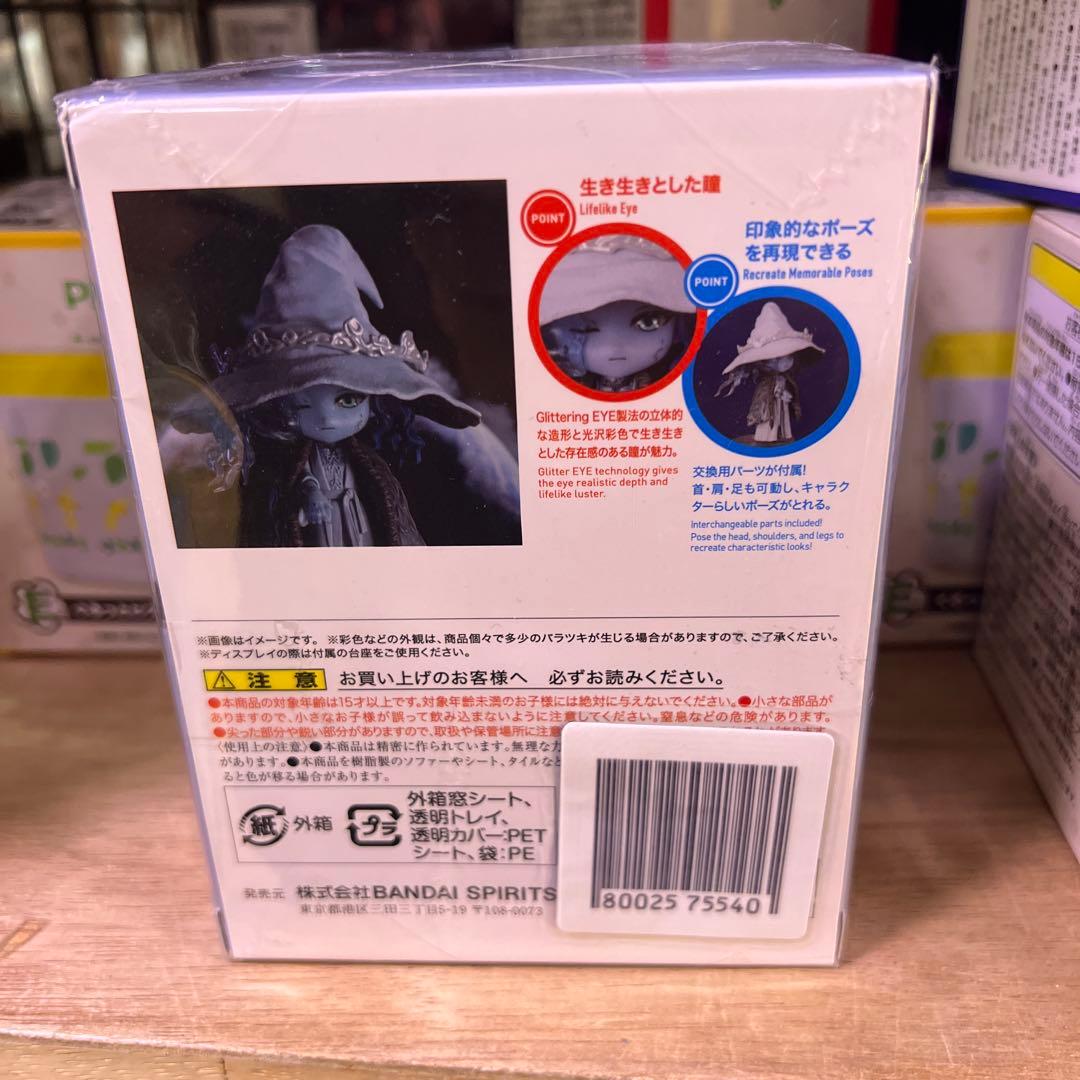 POINT
生き生きとした瞳
Lifelike Eye
POINT
印象的なポーズ
を再現できる
Recreate Memorable Poses
Glittering EYE製法の立体的
な造形と光沢彩色で生き生き
とした存在感のある瞳が魅力。
Glitter EYE technology gives
the eye realistic depth and
lifelike luster.
交換用パーツが付属!
首・肩・足も可動し、キャラク
ターらしいポーズがとれる。
Interchangeable parts included!
Pose the head, shoulders, and legs to
recreate characteristic looks!
※画像はイメージです。 ※彩色などの外観は、商品個々で多少のバラツキが生じる場合がありますので、ご了承ください。
※ディスプレイの際は付属の台座をご使用ください。
注意 お買い上げのお客様へ 必ずお読みください。
●本商品の対象年齢は15才以上です。対象年齢未満のお子様には絶対に与えないでください。●小さな部品が
ありますので、小さなお子様が誤って飲み込まないように注意してください。窒息などの危険があります。
●尖った部分や鋭い部分がありますので、取扱や保管場所に注意
〈使用上の注意〉●本商品は精密に作られています。無理な力
があります。●本商品を樹脂製のソファーやシート、タイルなど
ると色が移る場合があります。
紙 外箱
プラ
外箱窓シート、
透明トレイ、
透明カバー:PET
シート、袋:PE
発売元 株式会社BANDAI SPIRITS
東京都港区三田三丁目5-19 〒108-0073
80025 75540